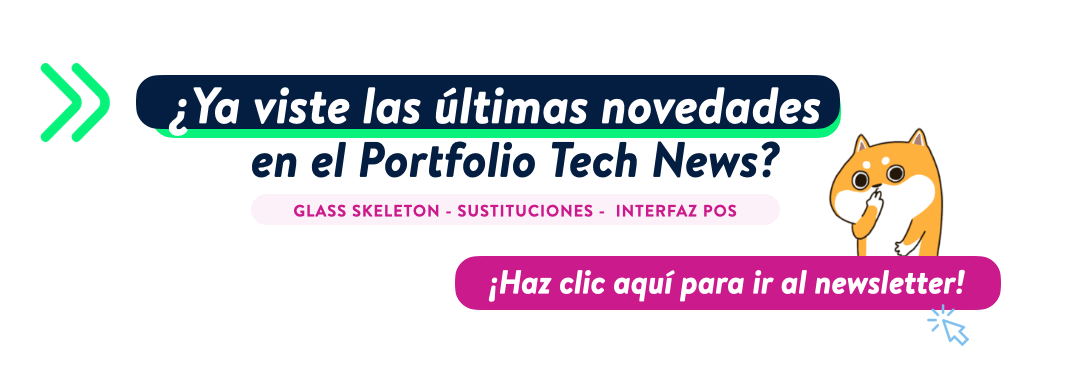 ¿Ya viste las últimas novedades
en el Portfolio Tech News?
GLASS SKELETON - SUSTITUCIONES - INTERFAZ POS
¡Haz clic aquí para ir al newsletter!